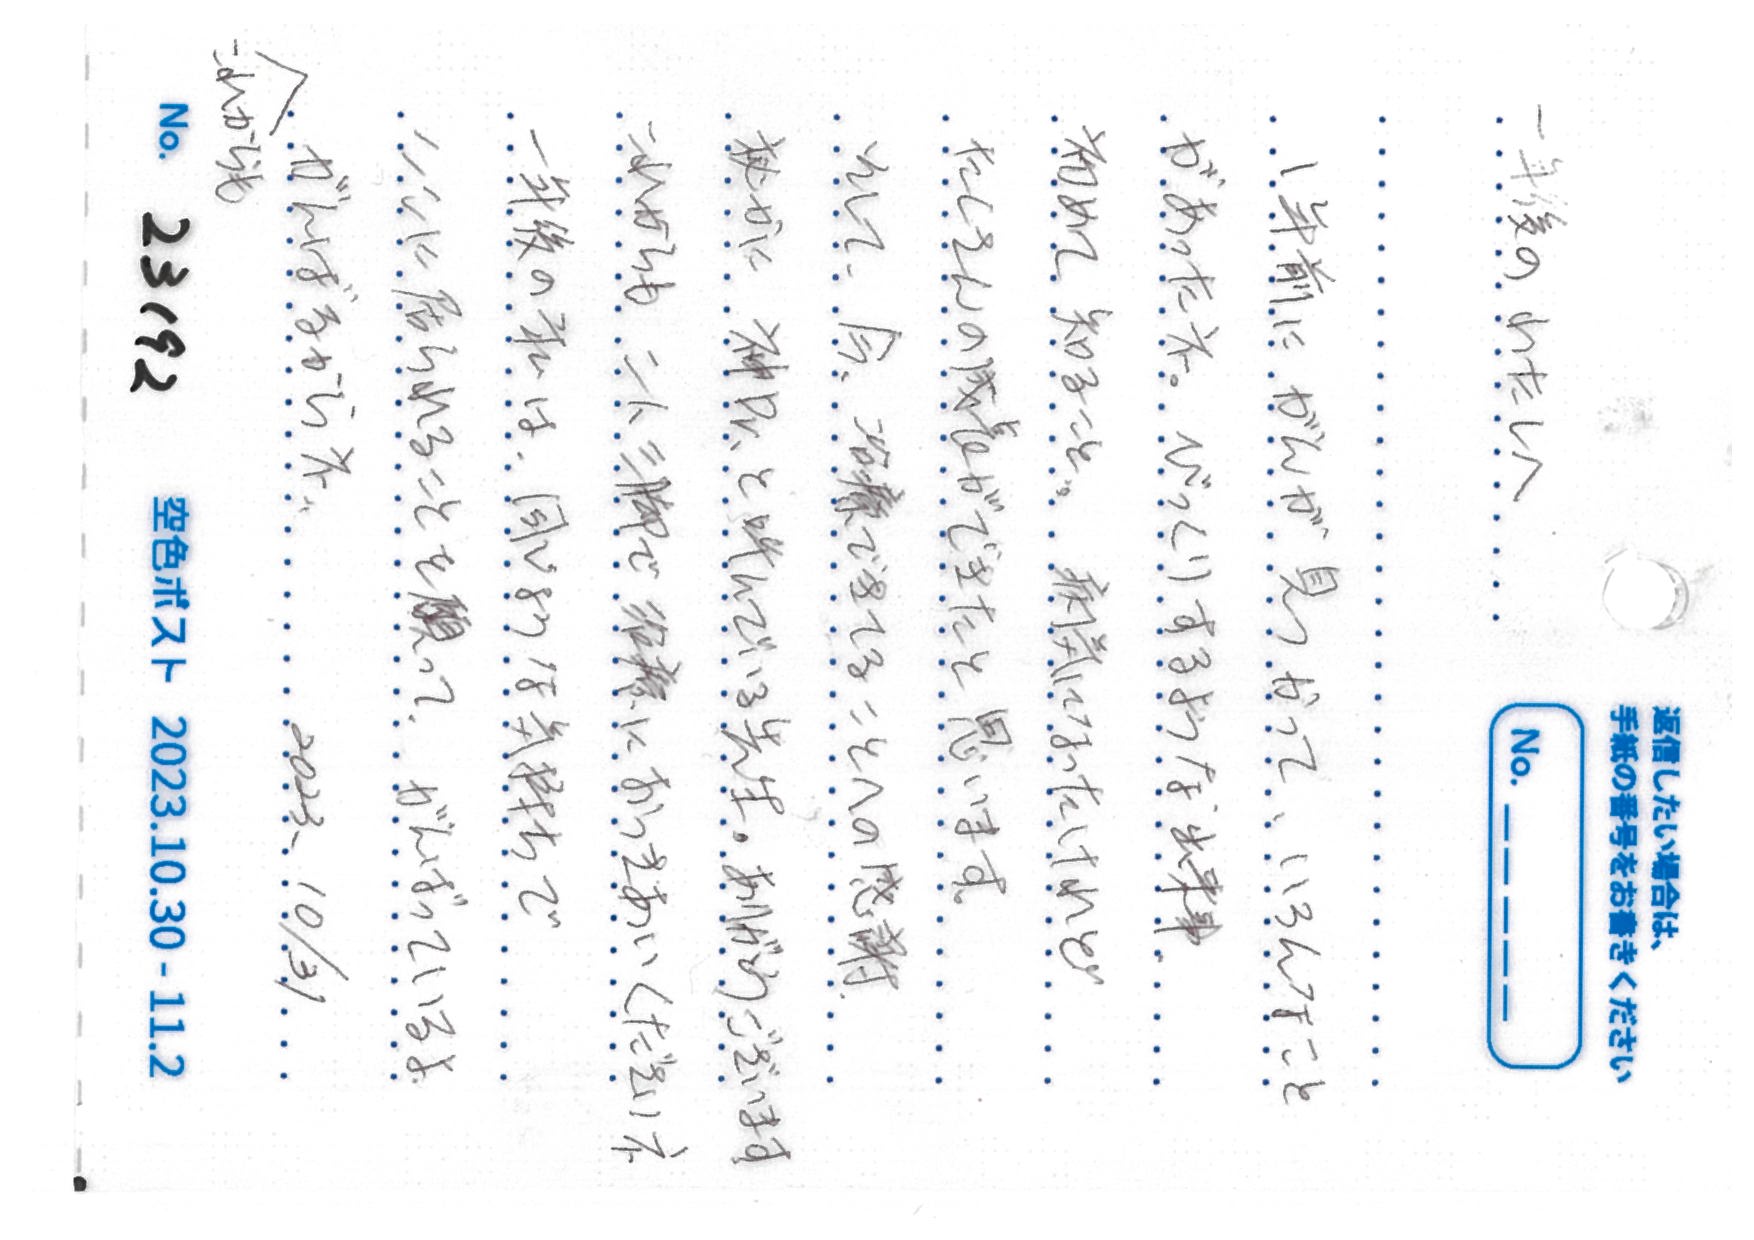 返信したい場合は、
手紙の番号をお書きください
No.
一年後のわたしへ
1年前にがんが見つかって、いろんなこと
があったネ。びっくりするような出来事
初めて知ること。 病気になったけれど
たくさんの成長ができたと思います。
そして、今、治療できてることへの感謝
秘かに 神Dr、と呼んでいる先生。ありがとうございます
これからも 二人三脚で 治療におつきあいくださいネ
一年後の私は、同じような気持ちで
ここに居られることを願って、がんばっているよ
がんばるからネ。 2023、10/31
これからも
No. 23192 空色ポスト 2023.10.30 - 11.2